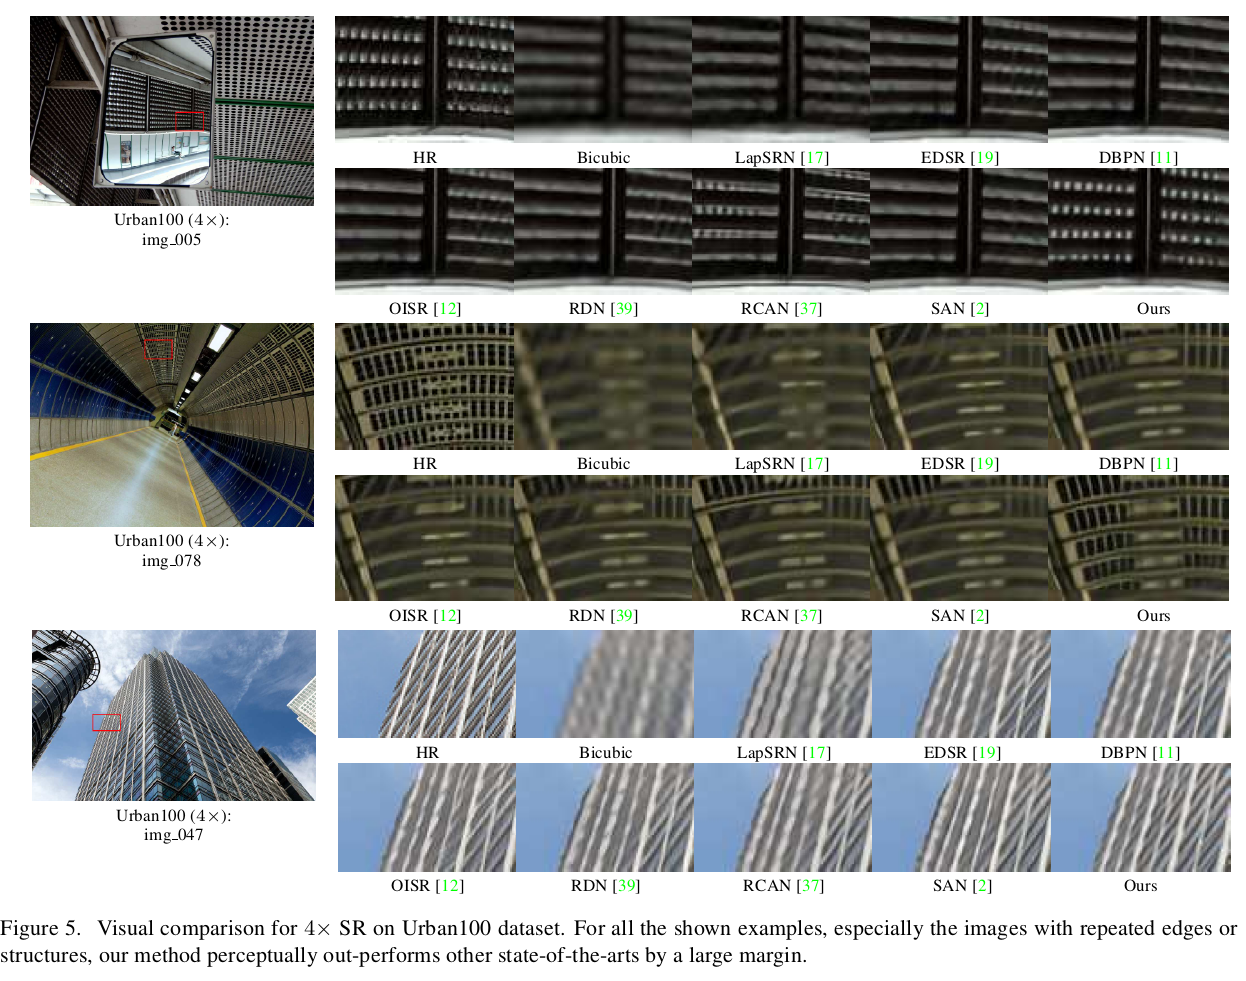 HR
Bicubic
LapSRN [17]
EDSR [19]
DBPN [11]
Urban100 (4×):
img_005
OISR [12]
RDN [39]
RCAN [37]
SAN [2]
Ours
HR
Bicubic
LapSRN [17]
EDSR [19]
DBPN [11]
Urban100 (4×):
img_078
OISR [12]
RDN [39]
RCAN [37]
SAN [2]
Ours
HR
Bicubic
LapSRN [17]
EDSR [19]
DBPN [11]
Urban100 (4×):
img_047
OISR [12]
RDN [39]
RCAN [37]
SAN [2]
Ours
Figure 5. Visual comparison for 4× SR on Urban100 dataset. For all the shown examples, especially the images with repeated edges or
structures, our method perceptually out-performs other state-of-the-arts by a large margin.